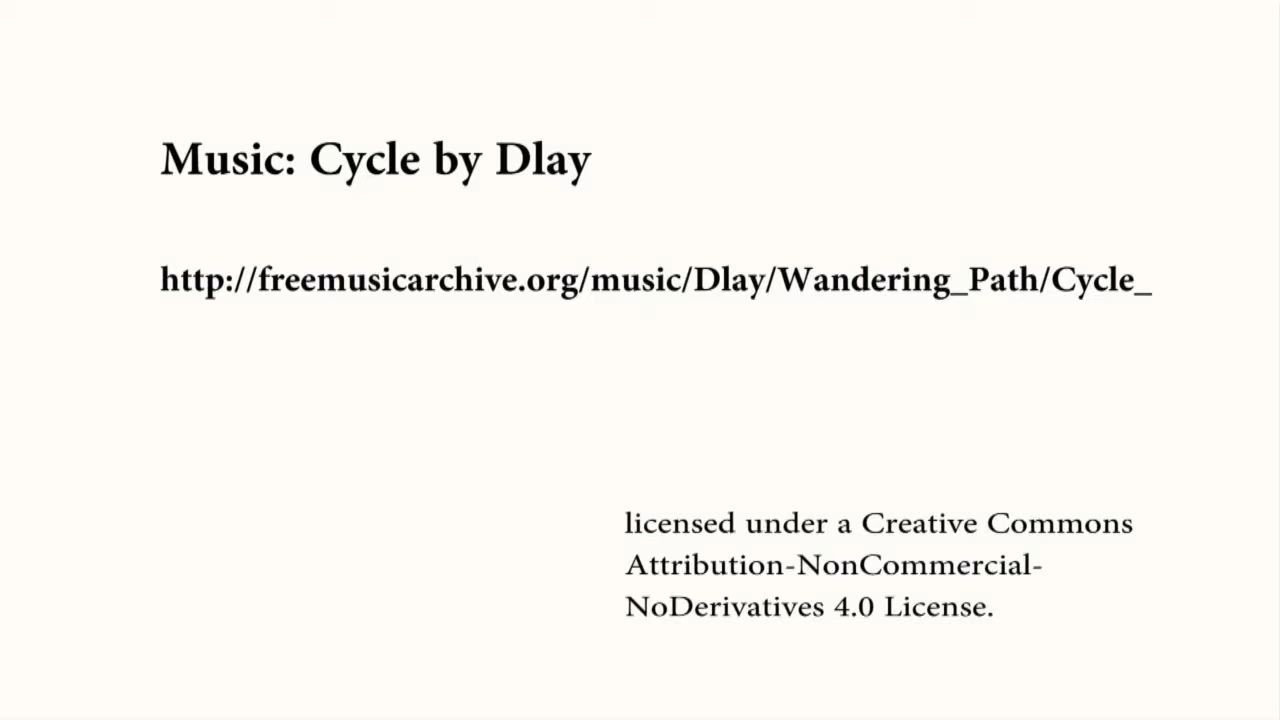 Music: Cycle by Dlay
http://freemusicarchive.org/music/Dlay/Wandering_Path/Cycle_
licensed under a Creative Commons
Attribution-NonCommercial-
NoDerivatives 4.0 License.